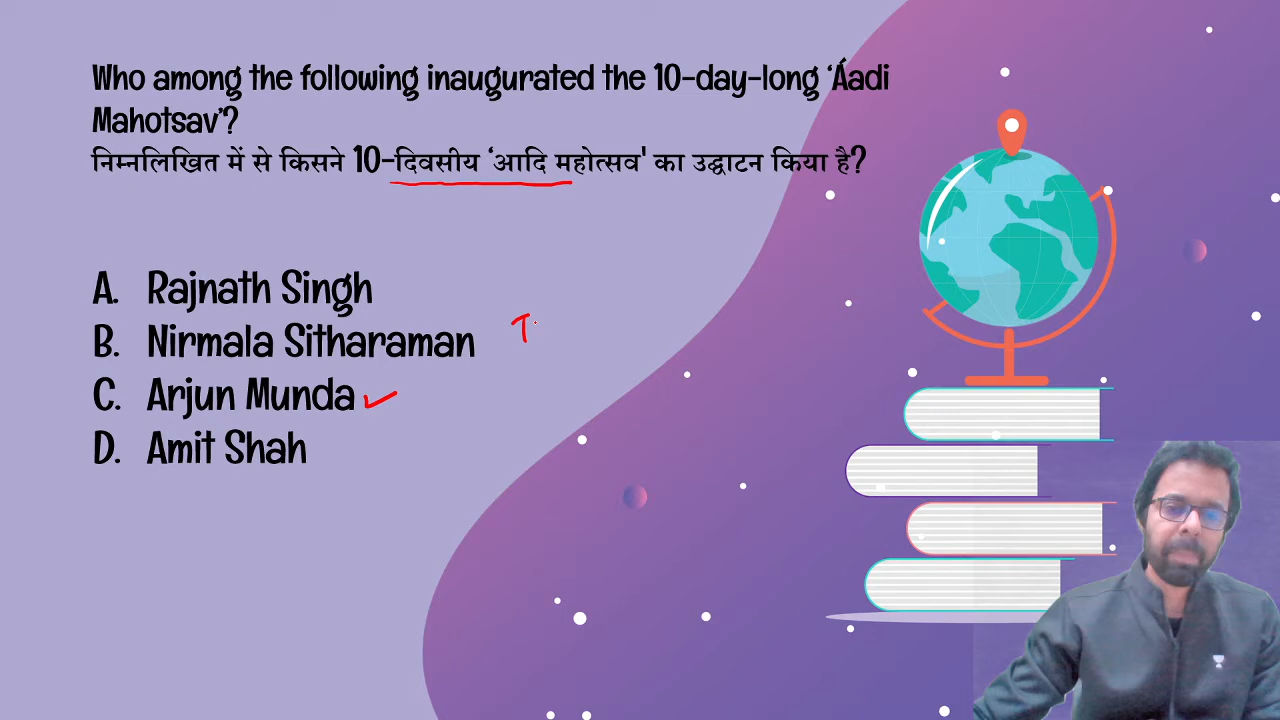 Who among the following inaugurated the 10-day-long ‘Áadi
Mahotsav’?
निम्नलिखित में से किसने 10-दिवसीय ‘आदि महोत्सव' का उद्घाटन किया है?
A. Rajnath Singh
B. Nirmala Sitharaman
T
C. Arjun Munda
D. Amit Shah